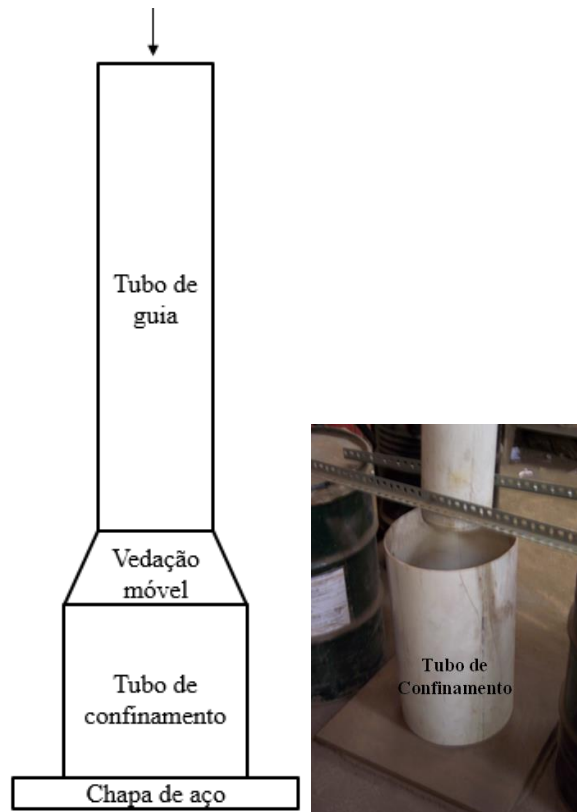 Tubo de
guia
Vedação
móvel
Tubo de
confinamento
Chapa de aço
Tubo de
Confinamento